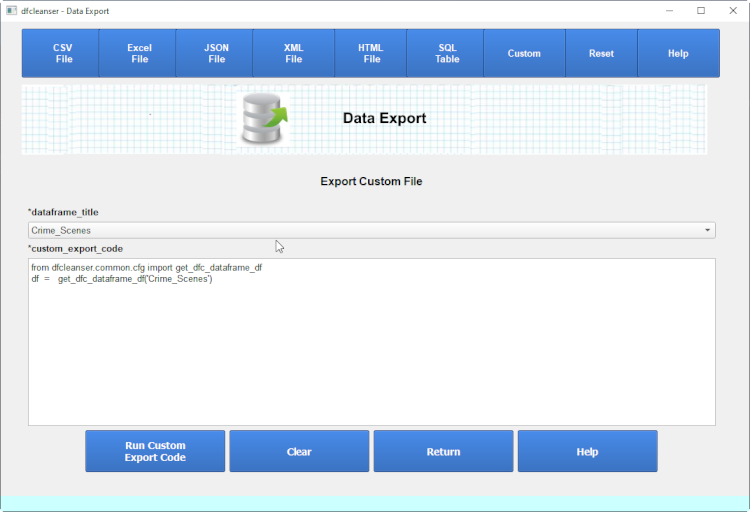 dfcleanser - Data Export
CSV File
Excel File
JSON File
XML File
HTML File
SQL Table
Custom
Reset
Help
Data Export
Export Custom File
*dataframe_title
Crime_Scenes
*custom_export_code
from dfcleanser.common.cfg import get_dfc_dataframe_df
df = get_dfc_dataframe_df('Crime_Scenes')
Run Custom
Export Code
Clear
Return
Help